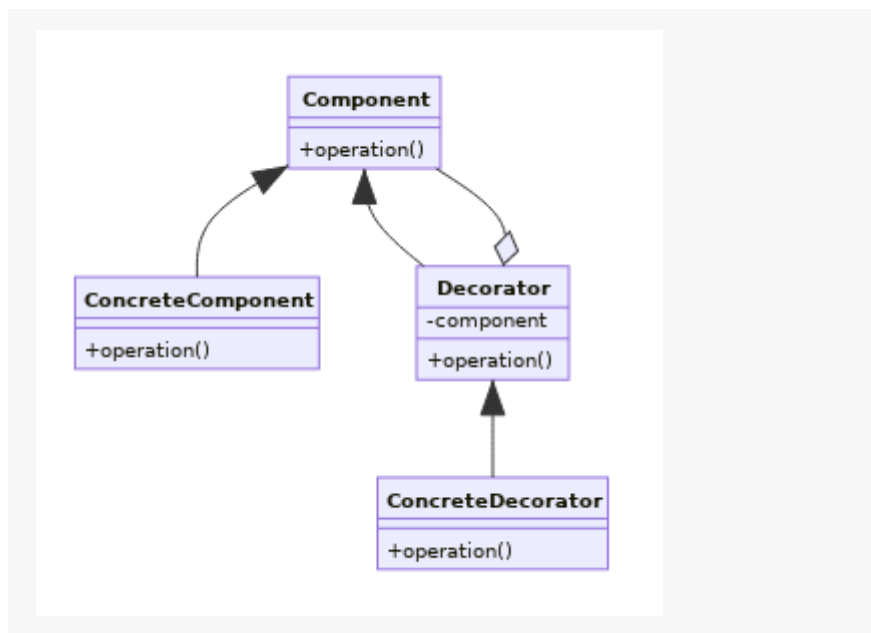 Component
+operation()
ConcreteComponent
+operation()
Decorator
-component
+operation()
ConcreteDecorator
+operation()